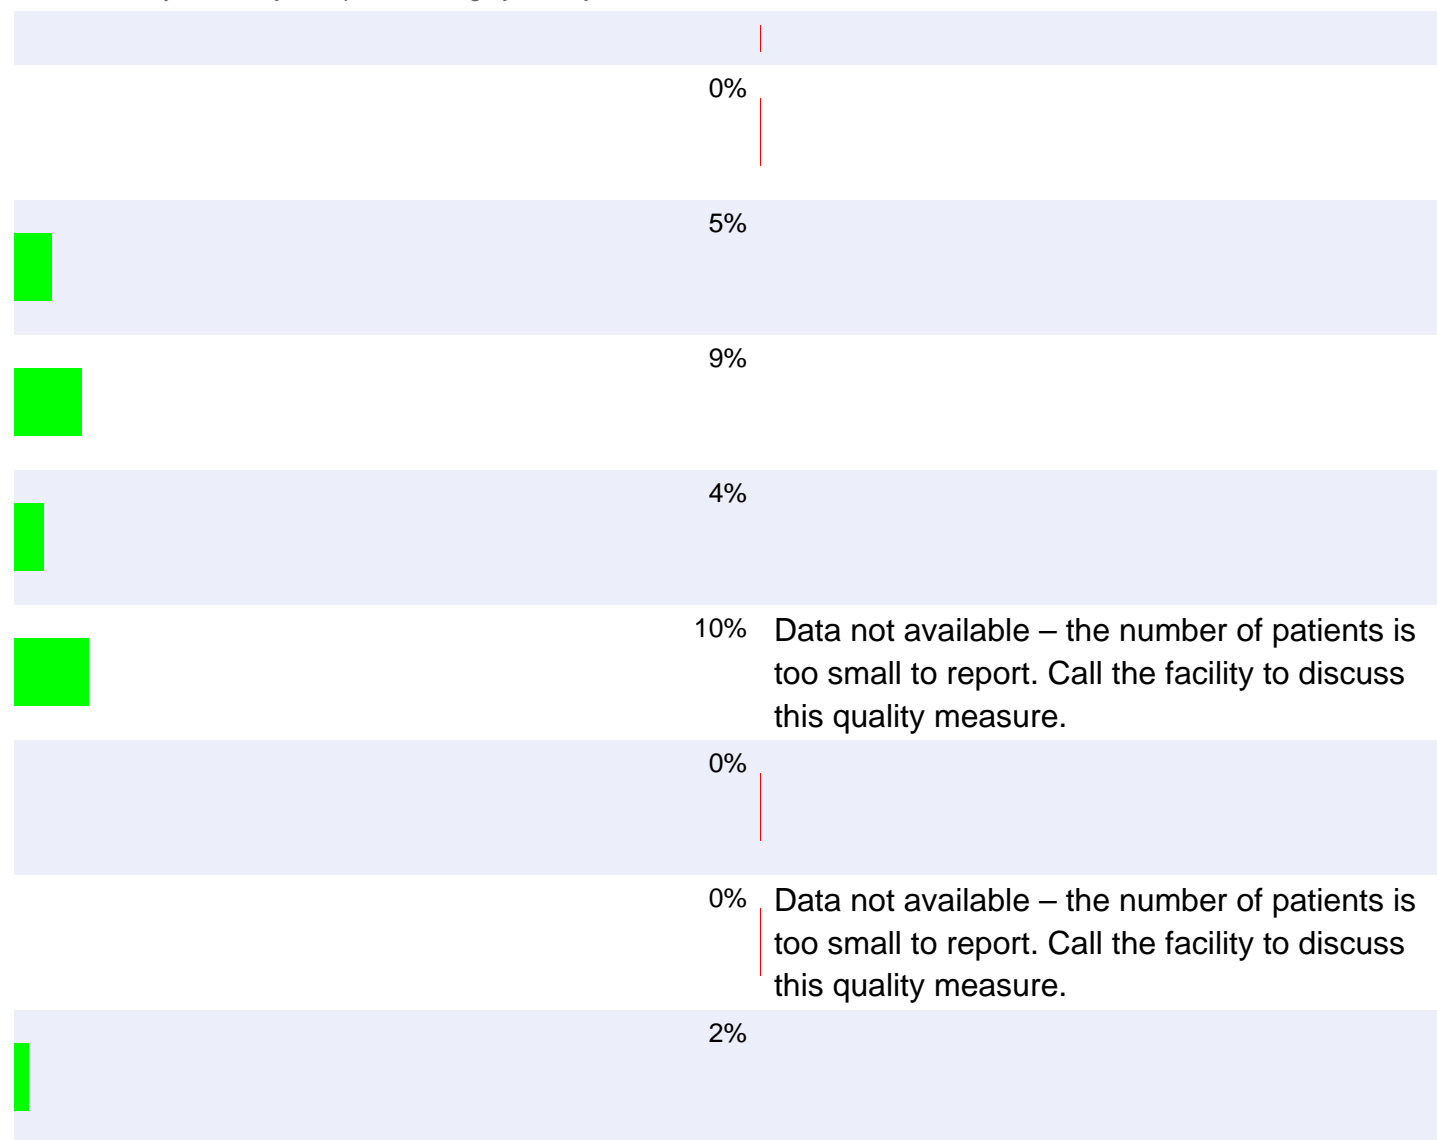 0%
5%
9%
4%
10% Data not available – the number of patients is
too small to report. Call the facility to discuss
this quality measure.
0%
0% Data not available – the number of patients is
too small to report. Call the facility to discuss
this quality measure.
2%